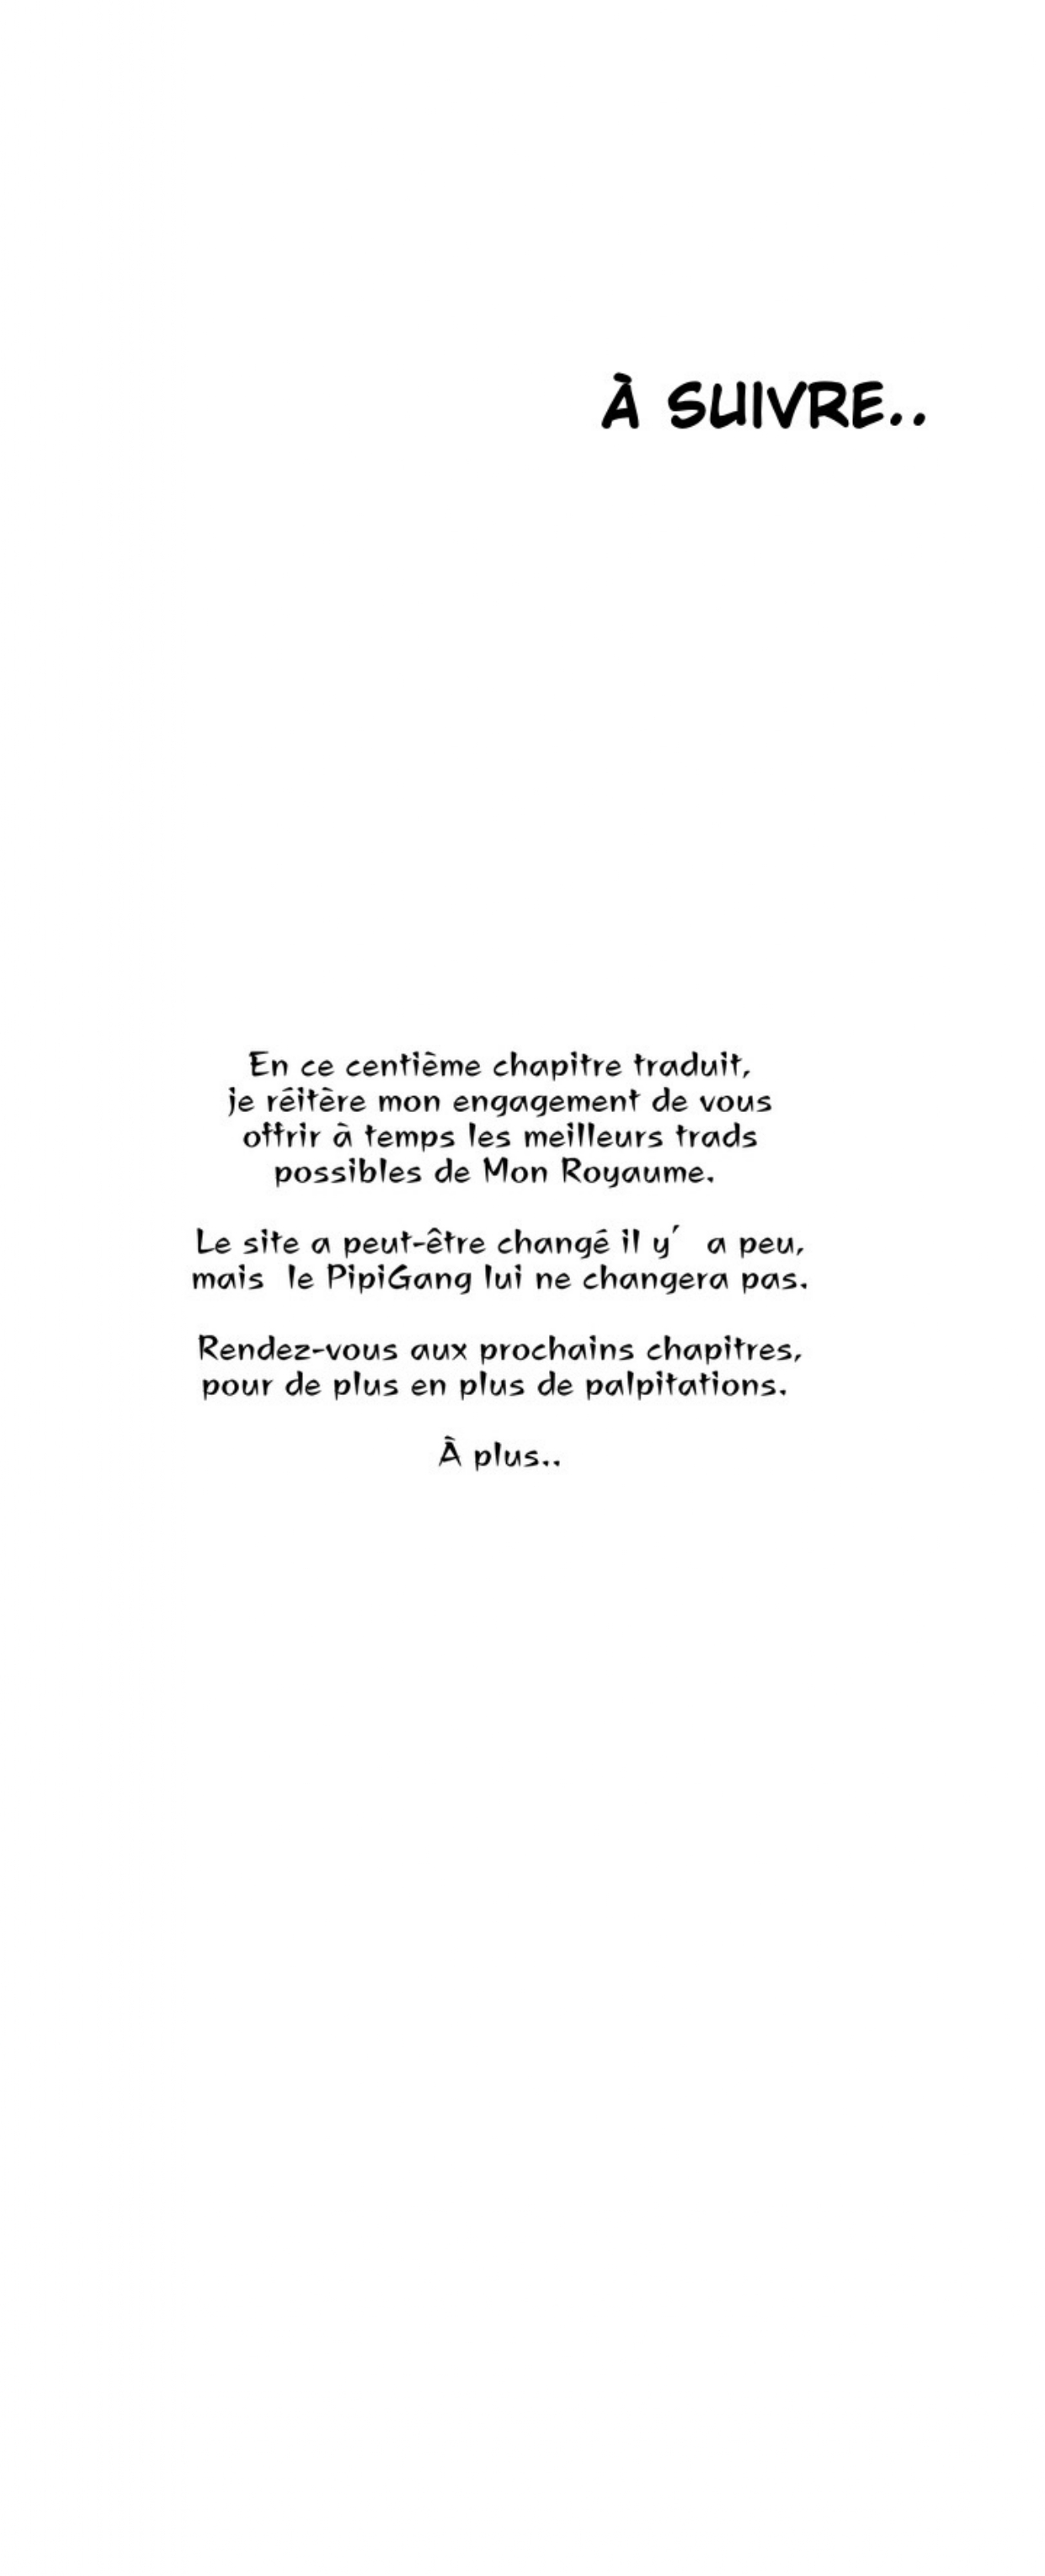 À SUIVRE..
En ce centième chapitre traduit,
je réitère mon engagement de vous
offrir à temps les meilleurs trads
possibles de Mon Royaume.
Le site a peut-être changé il y' a peu,
mais le PipiGang lui ne changera pas.
Rendez-vous aux prochains chapitres,
pour de plus en plus de palpitations.
À plus..